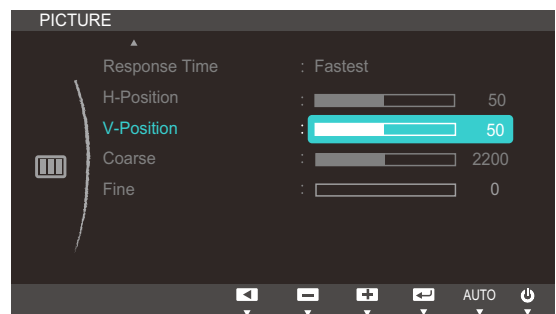 PICTURE
Response Time : Fastest
H-Position : 50
V-Position : 50
Coarse : 2200
Fine : 0
AUTO